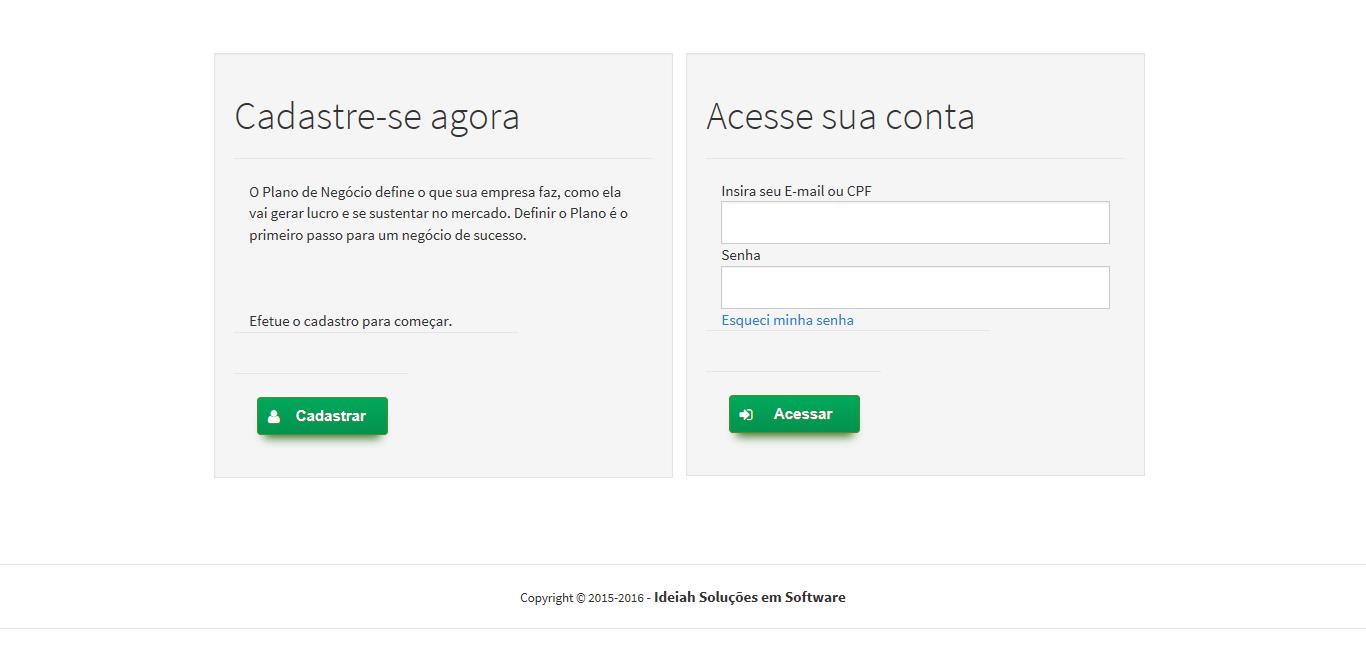 Cadastre-se agora
O Plano de Negócio define o que sua empresa faz, como ela
vai gerar lucro e se sustentar no mercado. Definir o Plano é o
primeiro passo para um negócio de sucesso.
Efetue o cadastro para começar.
Cadastrar
Acesse sua conta
Insira seu E-mail ou CPF
Senha
Esqueci minha senha
Acessar
Copyright © 2015-2016 - Ideiah Soluções em Software